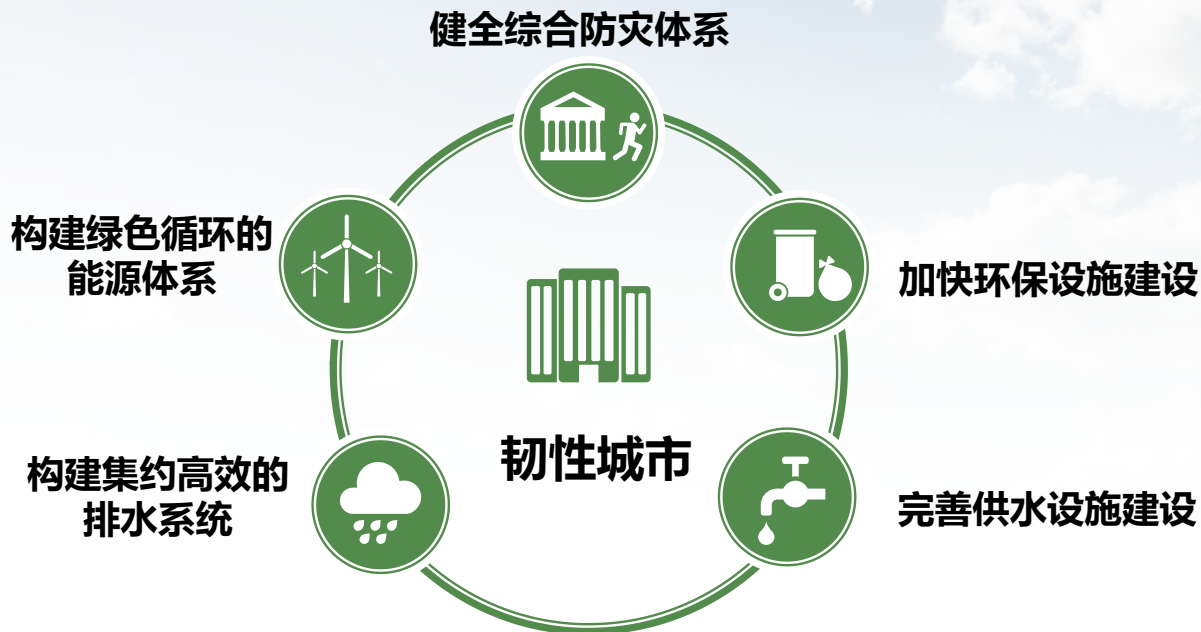 健全综合防灾体系
构建绿色循环的
能源体系
加快环保设施建设
韧性城市
构建集约高效的
排水系统
完善供水设施建设